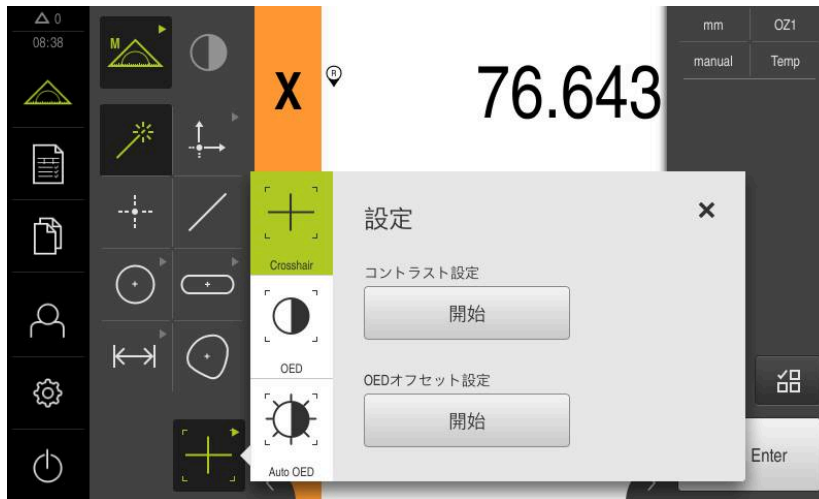 0
08:38
M
X
R
76.643
mm
OZ1
manual
Temp
Crosshair
設定
×
コントラスト設定
開始
OED
OEDオフセット設定
開始
Auto OED
Enter